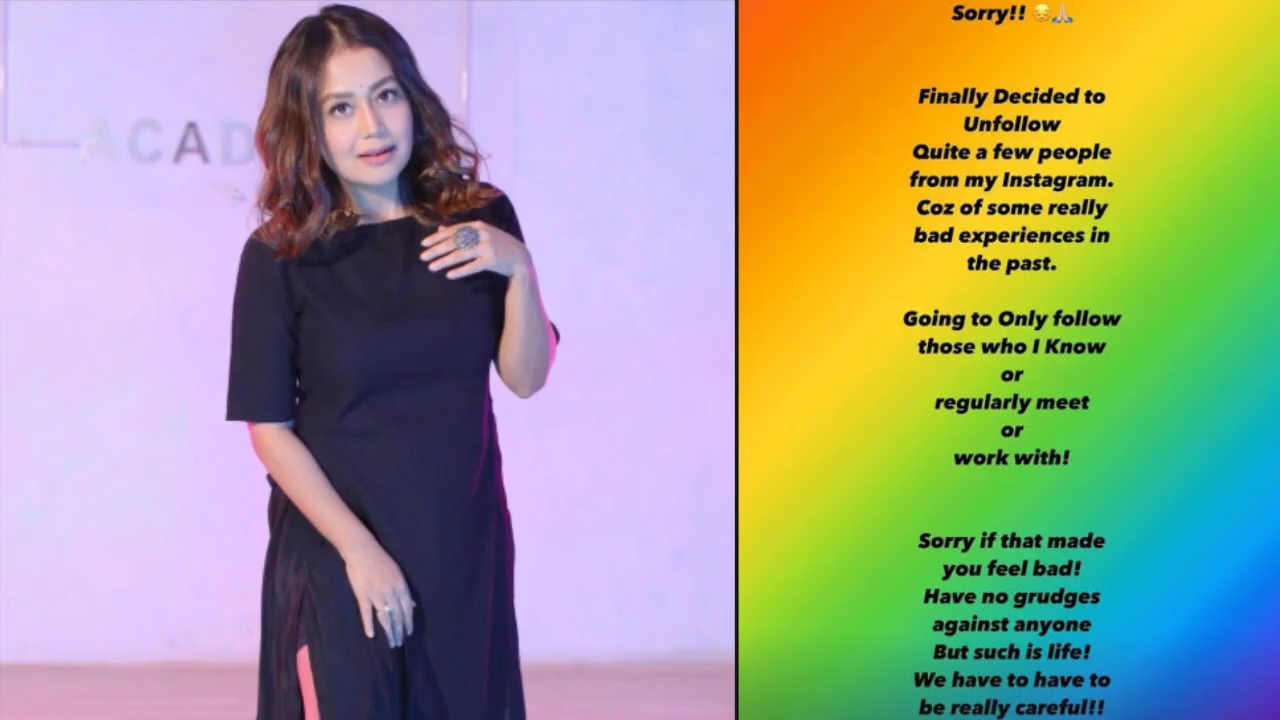 ACAD
Sorry!! 😔🙏🏻
Finally Decided to
Unfollow
Quite a few people
from my Instagram.
Coz of some really
bad experiences in
the past.
Going to Only follow
those who I Know
or
regularly meet
or
work with!
Sorry if that made
you feel bad!
Have no grudges
against anyone
But such is life!
We have to have to
be really careful!!